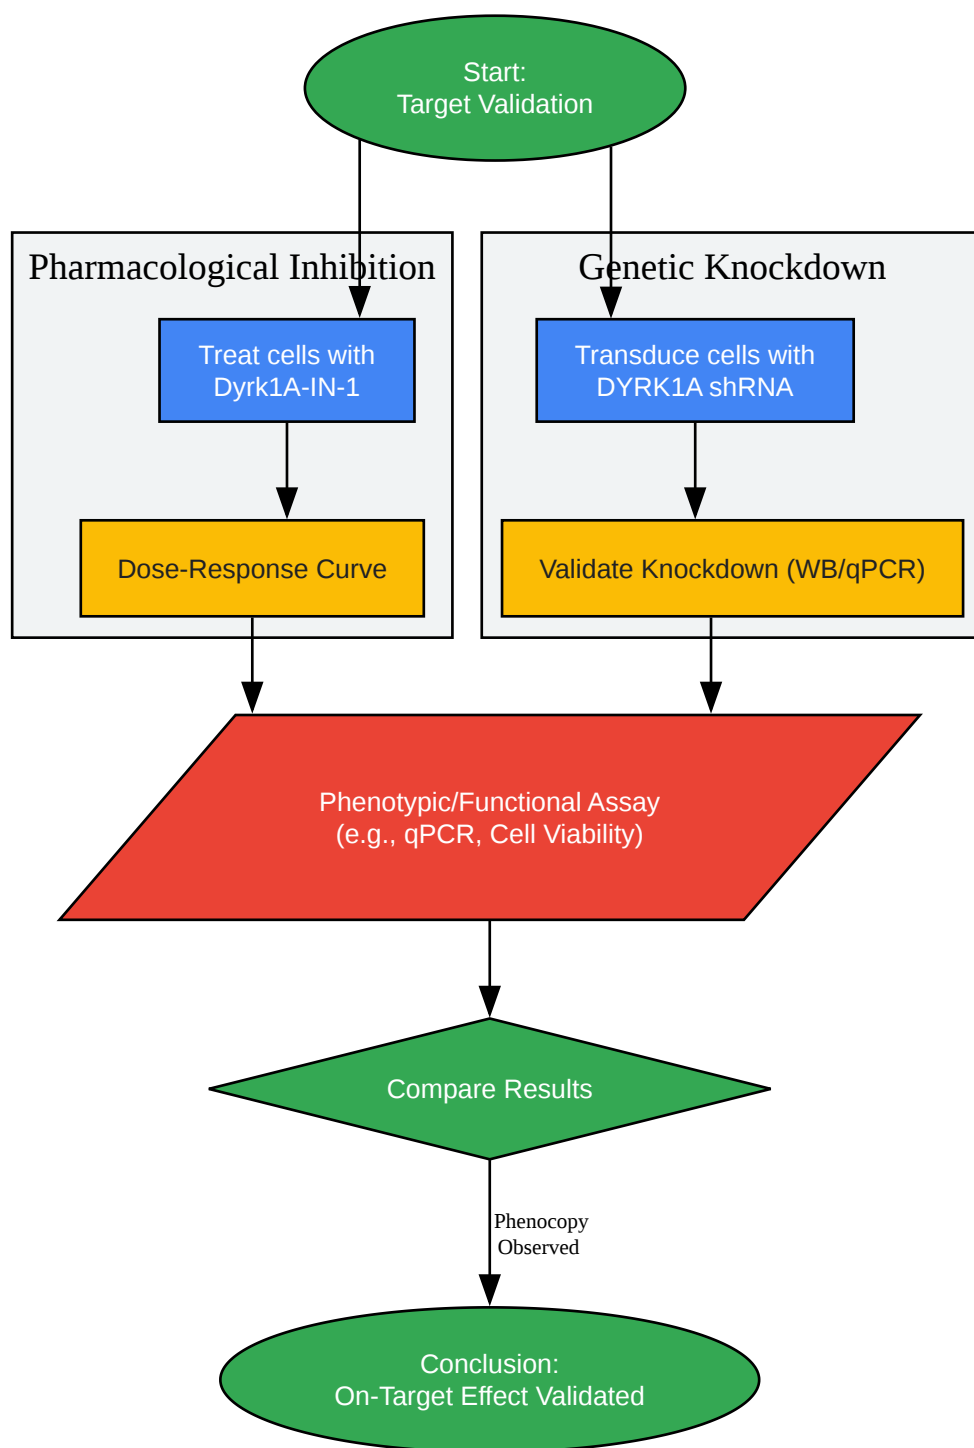 Start:
Target Validation
Pharmacological Inhibition
Treat cells with
Dyrk1A-IN-1
Dose-Response Curve
Genetic Knockdown
Transduce cells with
DYRK1A shRNA
Validate Knockdown (WB/qPCR)
Phenotypic/Functional Assay
(e.g., qPCR, Cell Viability)
Compare Results
Phenocopy
Observed
Conclusion:
On-Target Effect Validated